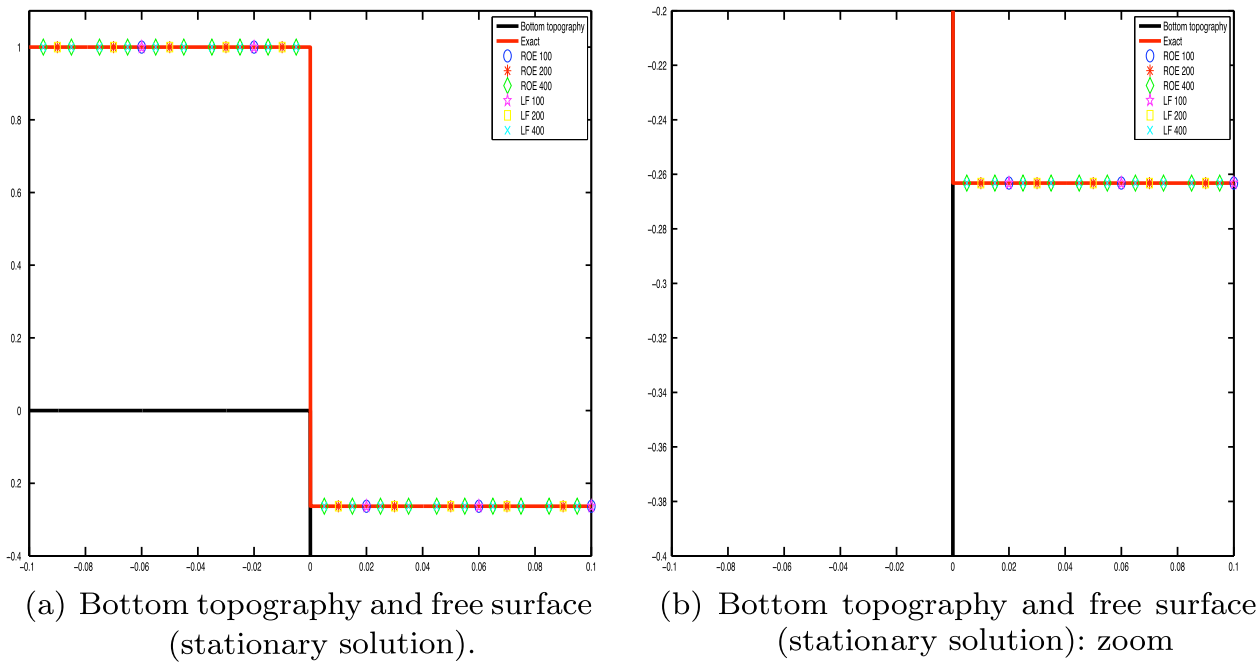 1
0.8
0.6
0.4
0.2
0
0.2
−0.4
−0.1
−0.08
−0.06
−0.04
−0.02
0
0.02
0.04
0.06
0.08
0.1
Bottom topography
Exact
ROE 100
ROE 200
ROE 400
LF 100
LF 200
LF 400
(a) Bottom topography and free surface
(stationary solution).
−0.2
−0.22
−0.24
−0.26
−0.28
−0.3
−0.32
−0.34
−0.36
−0.38
−0.4
−0.1
−0.08
−0.06
−0.04
−0.02
0
0.02
0.04
0.06
0.08
0.1
Bottom topography
Exact
ROE 100
ROE 200
ROE 400
LF 100
LF 200
LF 400
(b) Bottom topography and free surface
(stationary solution): zoom